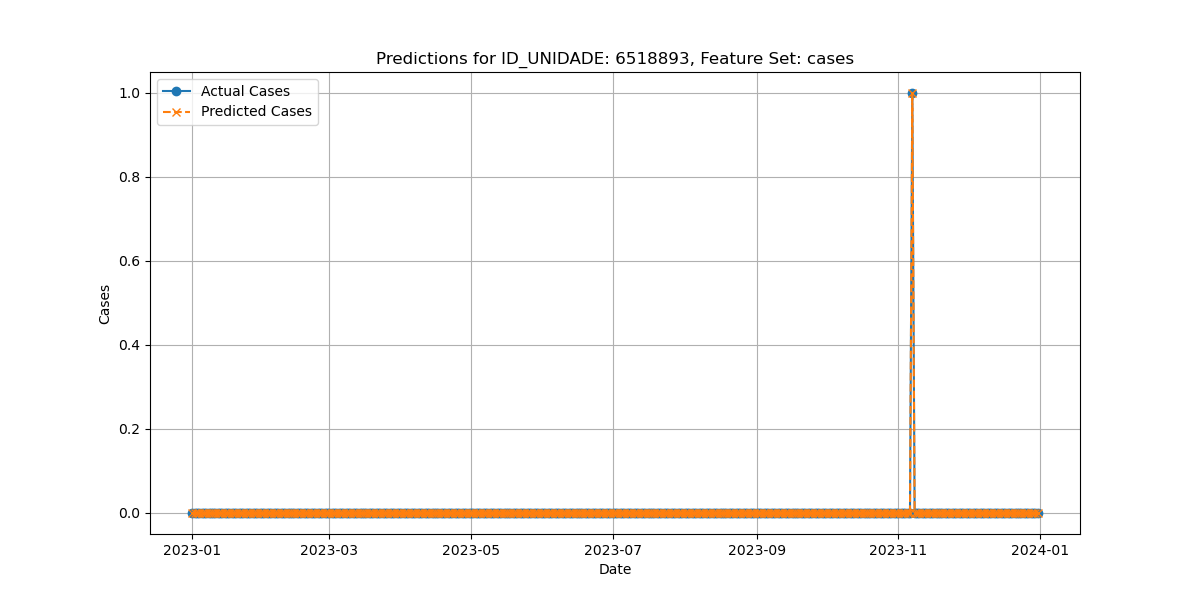 Predictions for ID_UNIDADE: 6518893, Feature Set: cases
Actual Cases
Predicted Cases
1.0
0.8
0.6
0.4
0.2
0.0
Cases
2023-01 2023-03 2023-05 2023-07 2023-09 2023-11 2024-01
Date